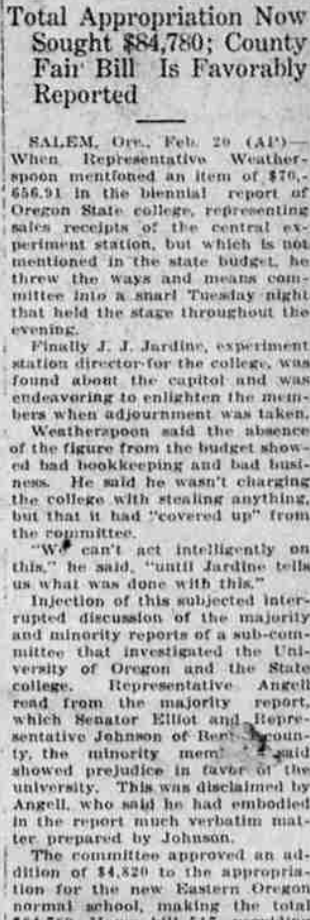 Total Appropriation Now
Sought $84,780; County
Fair Bill Is Favorably
Reported
SALEM, Ore., Feb. 20 (AP)—
When Representative Weather-
spoon mentioned an item of $76,-
656.91 in the biennial report of
Oregon State college, representing
sales receipts of the central ex-
periment station, but which is not
mentioned in the state budget, he
threw the ways and means com-
mittee into a snarl Tuesday night
that held the stage throughout the
evening.
Finally J. J. Jardine, experiment
station director for the college, was
found about the capitol and was
endeavoring to enlighten the mem-
bers when adjournment was taken.
Weatherspoon said the absence
of the figure from the budget show-
ed bad bookkeeping and bad busi-
ness. He said he wasn't charging
the college with stealing anything,
but that it had "covered up" from
the committee.
"We can't act intelligently on
this," he said, "until Jardine tells
us what was done with this."
Injection of this subjected inter-
rupted discussion of the majority
and minority reports of a sub-com-
mittee that investigated the Uni-
versity of Oregon and the State
college. Representative Angell
read from the majority report,
which Senator Elliot and Repre-
sentative Johnson of coun-
ty, the minority said
showed prejudice in favor of the
university. This was disclaimed by
Angell, who said he had embodied
in the report much verbatim mat-
ter prepared by Johnson.
The committee approved an ad-
dition of $4,820 to the appropria-
tion for the new Eastern Oregon
normal school, making the total